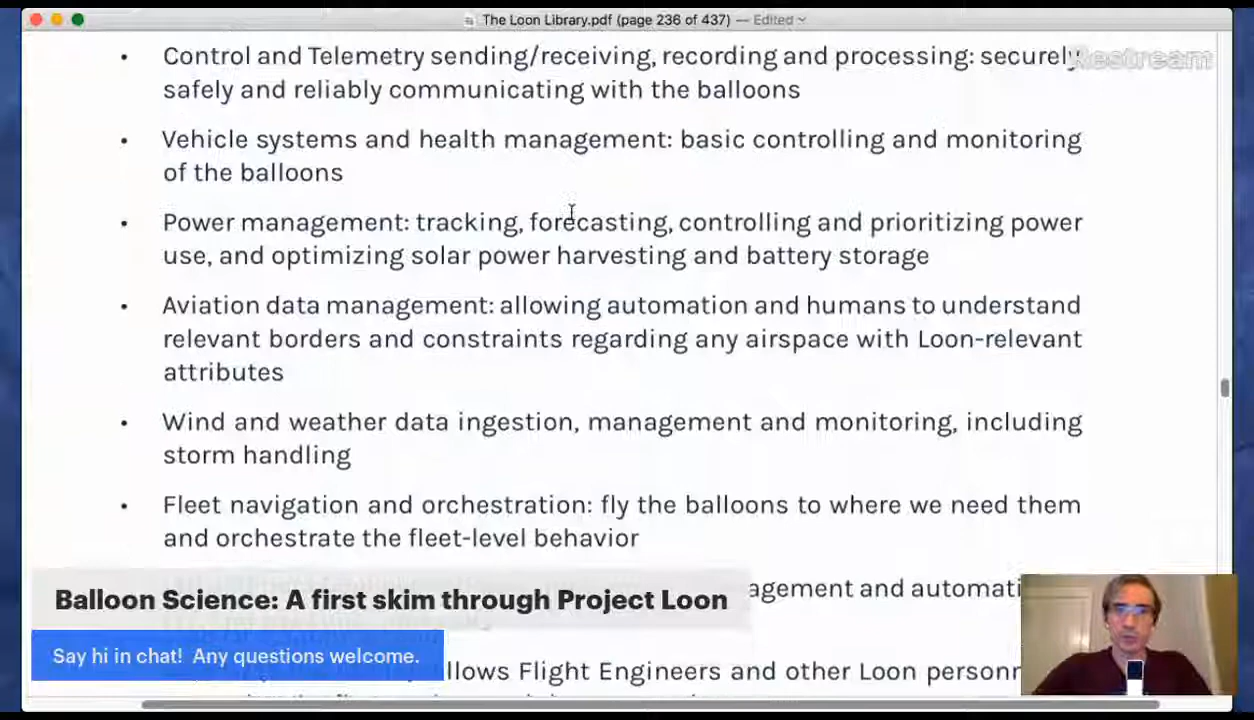 The Loon Library.pdf (page 236 of 437) — Edited
Restream
• Control and Telemetry sending/receiving, recording and processing: securely
safely and reliably communicating with the balloons
• Vehicle systems and health management: basic controlling and monitoring
of the balloons
• Power management: tracking, forecasting, controlling and prioritizing power
use, and optimizing solar power harvesting and battery storage
• Aviation data management: allowing automation and humans to understand
relevant borders and constraints regarding any airspace with Loon-relevant
attributes
• Wind and weather data ingestion, management and monitoring, including
storm handling
• Fleet navigation and orchestration: fly the balloons to where we need them
and orchestrate the fleet-level behavior
agement and automati
Balloon Science: A first skim through Project Loon
Say hi in chat! Any questions welcome.
llows Flight Engineers and other Loon personn